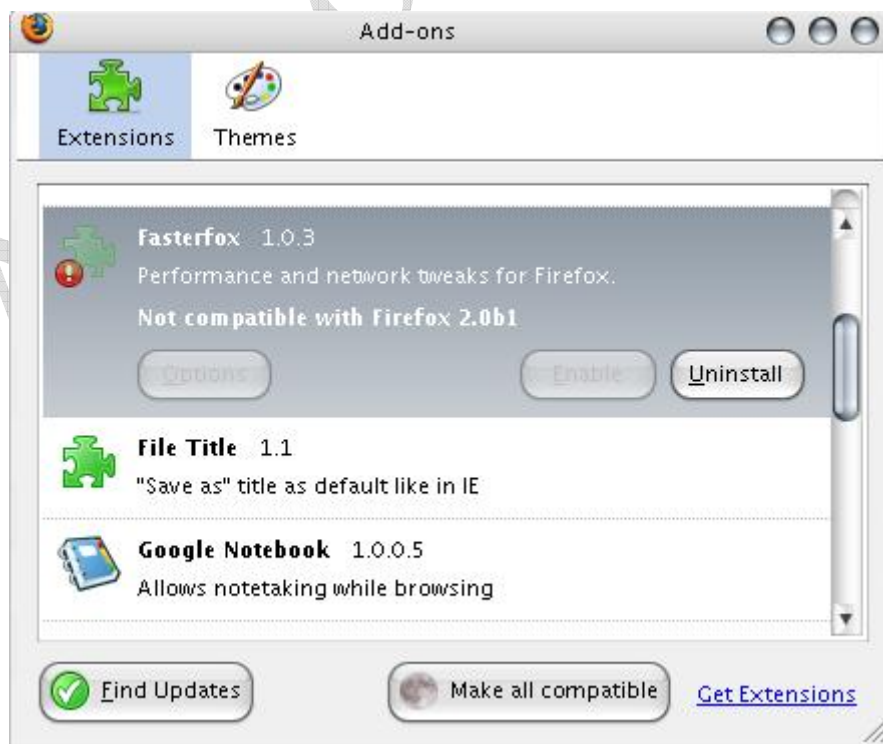 Add-ons
Extensions
Themes
Fasterfox 1.0.3
Performance and network tweaks for Firefox.
Not compatible with Firefox 2.0b1
Options
Enable
Uninstall
File Title 1.1
"Save as" title as default like in IE
Google Notebook 1.0.0.5
Allows notetaking while browsing
Find Updates
Make all compatible
Get Extensions